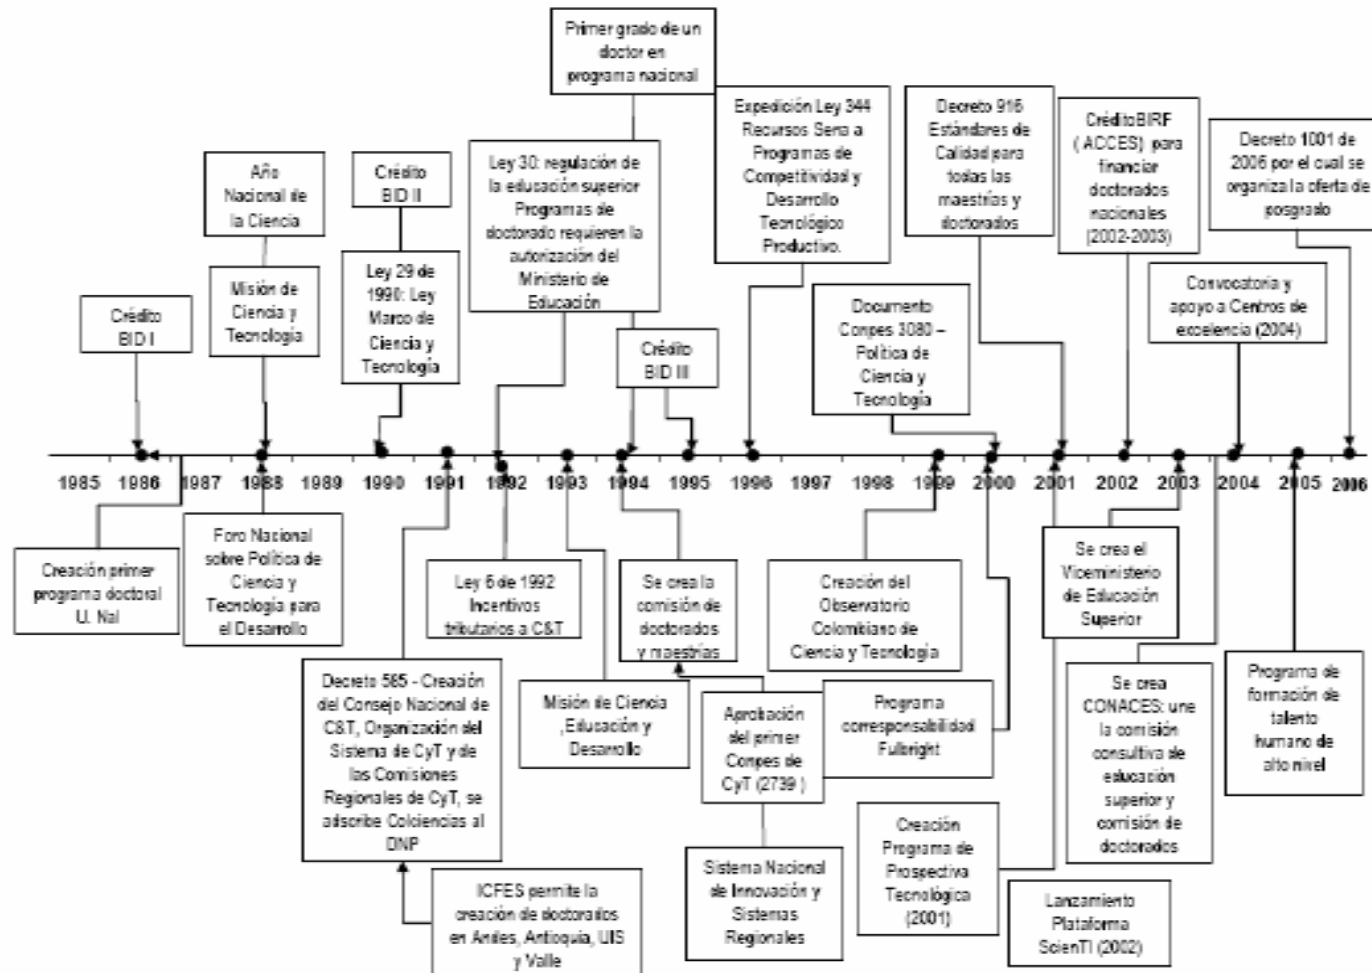 Primer grado de un
doctor en
programa nacional
Expedición Ley 344
Recursos Sena a
Programas de
Competitividad y
Desarrollo
Tecnológico
Productivo.
Decreto 916
Estándares de
Calidad para
todas las
maestrías y
doctorados
CréditoBIRF
( ACCES) para
financiar
doctorados
nacionales
(2002-2003)
Decreto 1001 de
2006 por el cual se
organiza la oferta de
posgrado
Año
Nacional de
la Ciencia
Crédito
BID II
Ley 30: regulación de
la educación superior
Programas de
doctorado requieren la
autorización del
Ministerio de
Educación
Crédito
BID I
Misión de
Ciencia y
Tecnología
Ley 29 de
1990: Ley
Marco de
Ciencia y
Tecnología
Crédito
BID III
Documento
Conpes 3080 –
Política de
Ciencia y
Tecnología
Convocatoria y
apoyo a Centros de
excelencia (2004)
1985 1986 1987 1988 1989 1990 1991 1992 1993 1994 1995 1996 1997 1998 1999 2000 2001 2002 2003 2004 2005 2006
Creación primer
programa doctoral
U. Nal
Foro Nacional
sobre Política de
Ciencia y
Tecnología para
el Desarrollo
Decreto 585 - Creación
del Consejo Nacional de
C&T, Organización del
Sistema de CyT y de
las Comisiones
Regionales de CyT, se
adscribe Colciencias al
DNP
Ley 6 de 1992
Incentivos
tributarios a C&T
Misión de Ciencia
,Educación y
Desarrollo
Se crea la
comisión de
doctorados
y maestrías
Creación del
Observatorio
Colombiano de
Ciencia y Tecnología
Se crea el
Viceministerio
de Educación
Superior
Aprobación
del primer
Conpes de
CyT (2739 )
Programa
corresponsabilidad
Fulbright
Se crea
CONACES: une
la comisión
consultiva de
educación
superior y
comisión de
doctorados
Programa de
formación de
talento
humano de
alto nivel
ICFES permite la
creación de doctorados
en Andes, Antioquia, UIS
y Valle
Sistema Nacional
de Innovación y
Sistemas
Regionales
Creación
Programa de
Prospectiva
Tecnológica
(2001)
Lanzamiento
Plataforma
ScienTI (2002)